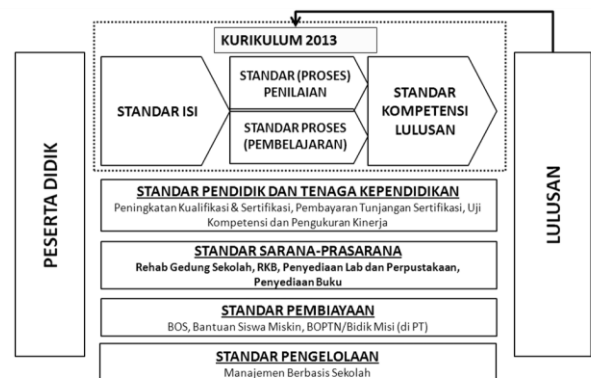 KURIKULUM 2013
PESERTA DIDIK
STANDAR ISI
STANDAR (PROSES)
PENILAIAN
STANDAR PROSES
(PEMBELAJARAN)
STANDAR
KOMPETENSI
LULUSAN
LULUSAN
STANDAR PENDIDIK DAN TENAGA KEPENDIDIKAN
Peningkatan Kualifikasi & Sertifikasi, Pembayaran Tunjangan Sertifikasi, Uji
Kompetensi dan Pengukuran Kinerja
STANDAR SARANA-PRASARANA
Rehab Gedung Sekolah, RKB, Penyediaan Lab dan Perpustakaan,
Penyediaan Buku
STANDAR PEMBIAYAAN
BOS, Bantuan Siswa Miskin, BOPTN/Bidik Misi (di PT)
STANDAR PENGELOLAAN
Manajemen Berbasis Sekolah